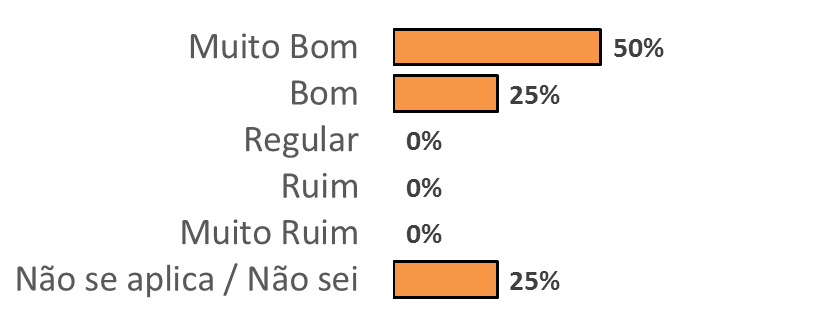 Muito Bom 50%
Bom 25%
Regular 0%
Ruim 0%
Muito Ruim 0%
Não se aplica / Não sei 25%